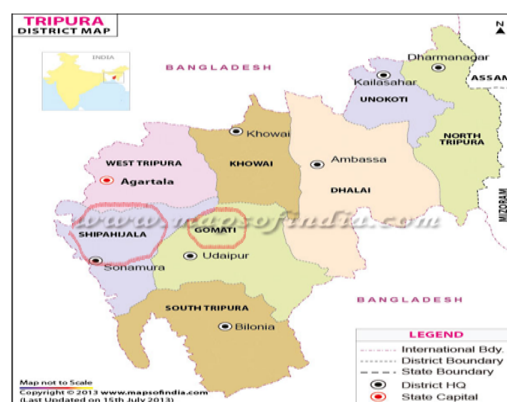 TRIPURA
DISTRICT MAP
N
INDIA
BANGLADESH
Dharmanagar
Kailasahar
ASSAM
UNOKOTI
Khowai
NORTH
TRIPURA
WEST TRIPURA
KHOWAI
Ambassa
Agartala
DHALAI
MIZORAM
www.mapsofindia.com
SHIPAHIJALA
GOMATI
Sonamura
Udaipur
BANGLADESH
SOUTH TRIPURA
Bilonia
LEGEND
International Bdy.
District Boundary
State Boundary
District HQ
State Capital
Map not to Scale
Copyright © 2013 www.mapsofindia.com
(Last Updated on 15th July 2013)